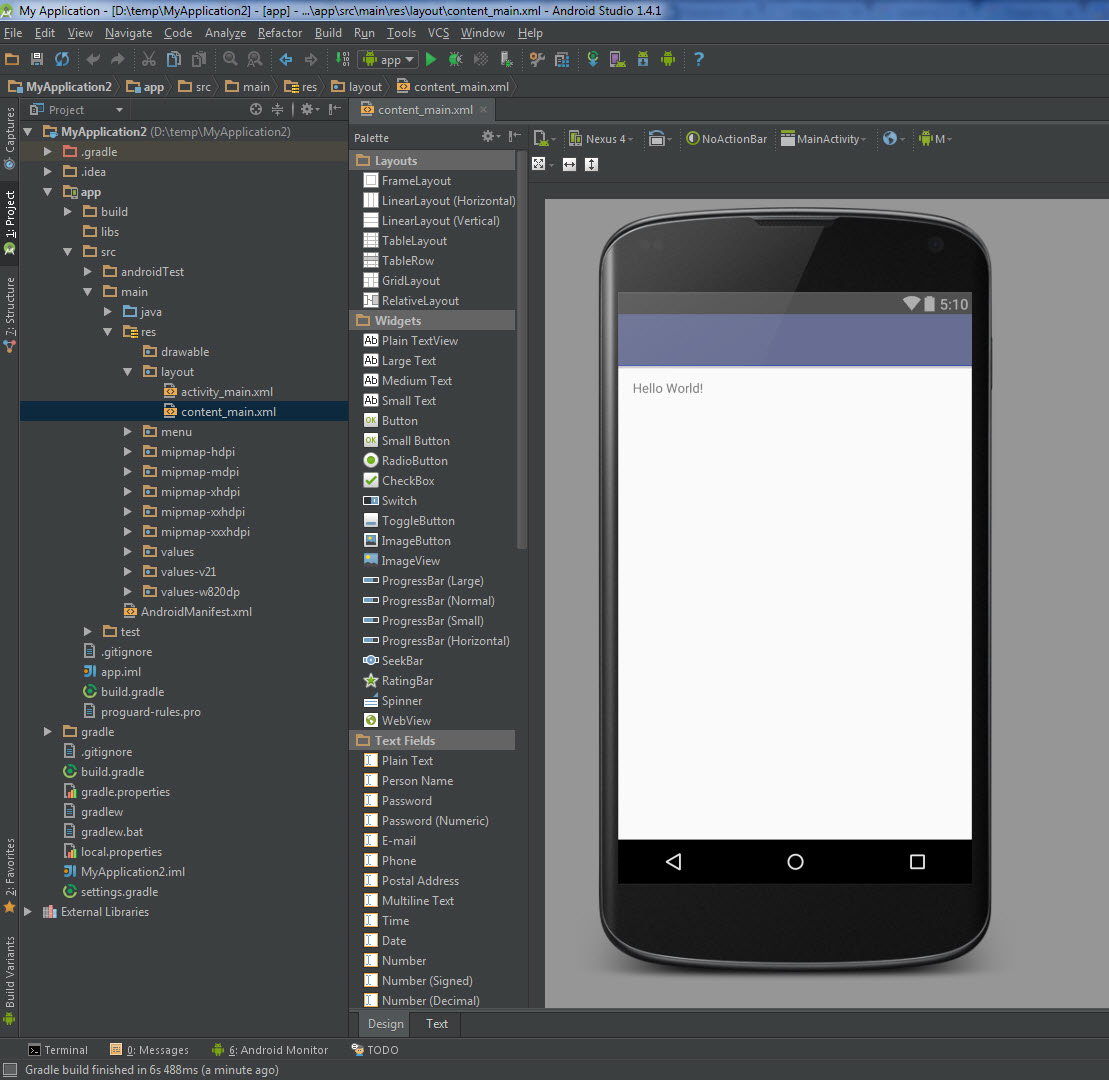 My Application - [D:\temp\MyApplication2] - [app] - ...\app\src\main\res\layout\content_main.xml - Android Studio 1.4.1
File Edit View Navigate Code Analyze Refactor Build Run Tools VCS Window Help
app
?
MyApplication2 app src main res layout content_main.xml
Captures
1: Project
7: Structure
2: Favorites
Build Variants
Project
MyApplication2 (D:\temp\MyApplication2)
.gradle
.idea
app
build
libs
src
androidTest
main
java
res
drawable
layout
activity_main.xml
content_main.xml
menu
mipmap-hdpi
mipmap-mdpi
mipmap-xhdpi
mipmap-xxhdpi
mipmap-xxxhdpi
values
values-v21
values-w820dp
AndroidManifest.xml
test
.gitignore
app.iml
build.gradle
proguard-rules.pro
gradle
.gitignore
build.gradle
gradle.properties
gradlew
gradlew.bat
local.properties
MyApplication2.iml
settings.gradle
External Libraries
content_main.xml
Palette
Layouts
FrameLayout
LinearLayout (Horizontal)
LinearLayout (Vertical)
TableLayout
TableRow
GridLayout
RelativeLayout
Widgets
Ab Plain TextView
Ab Large Text
Ab Medium Text
Ab Small Text
OK Button
OK Small Button
RadioButton
CheckBox
Switch
ToggleButton
ImageButton
ImageView
ProgressBar (Large)
ProgressBar (Normal)
ProgressBar (Small)
ProgressBar (Horizontal)
SeekBar
RatingBar
Spinner
WebView
Text Fields
Plain Text
Person Name
Password
Password (Numeric)
E-mail
Phone
Postal Address
Multiline Text
Time
Date
Number
Number (Signed)
Number (Decimal)
Nexus 4 NoActionBar MainActivity M
5:10
Hello World!
Design Text
Terminal 0: Messages 6: Android Monitor TODO
Gradle build finished in 6s 488ms (a minute ago)